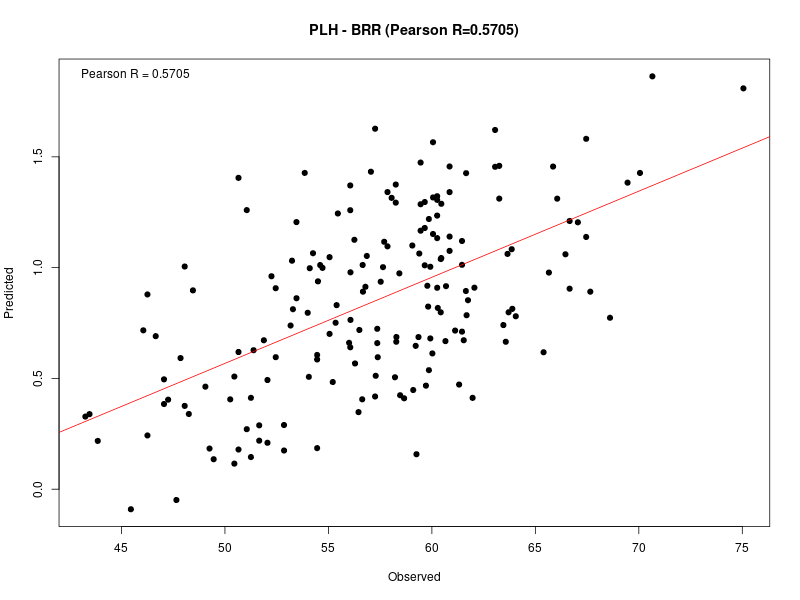 PLH - BRR (Pearson R=0.5705)
Pearson R = 0.5705
Predicted
1.5
1.0
0.5
0.0
45 50 55 60 65 70 75
Observed